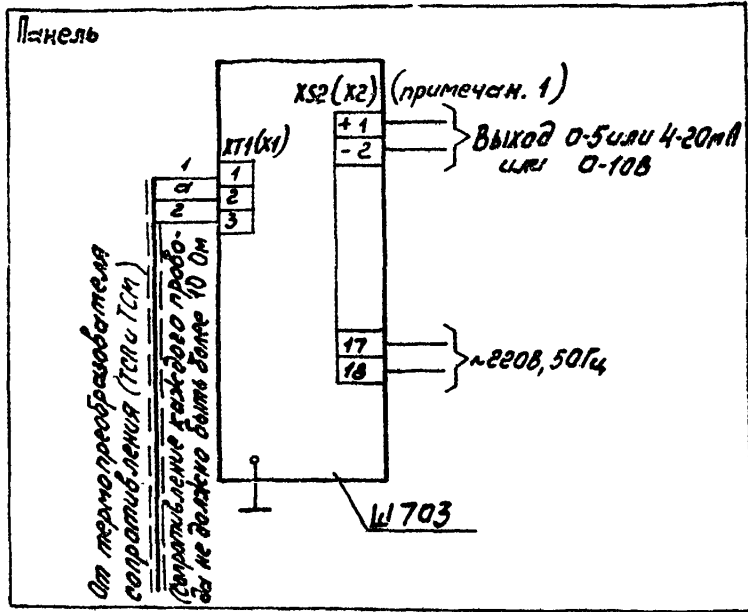 Панель
XS2(X2) (примечан. 1)
+1
-2
Выход 0-5 или 4-20мА
или 0-10В
XT1(X1)
1
1
а
2
2
3
От термопреобразователя
сопротивления (ТСП и ТСМ)
(Сопротивление каждого прово-
да не должно быть более 10 Ом
17
18
~220В, 50Гц
Ш703